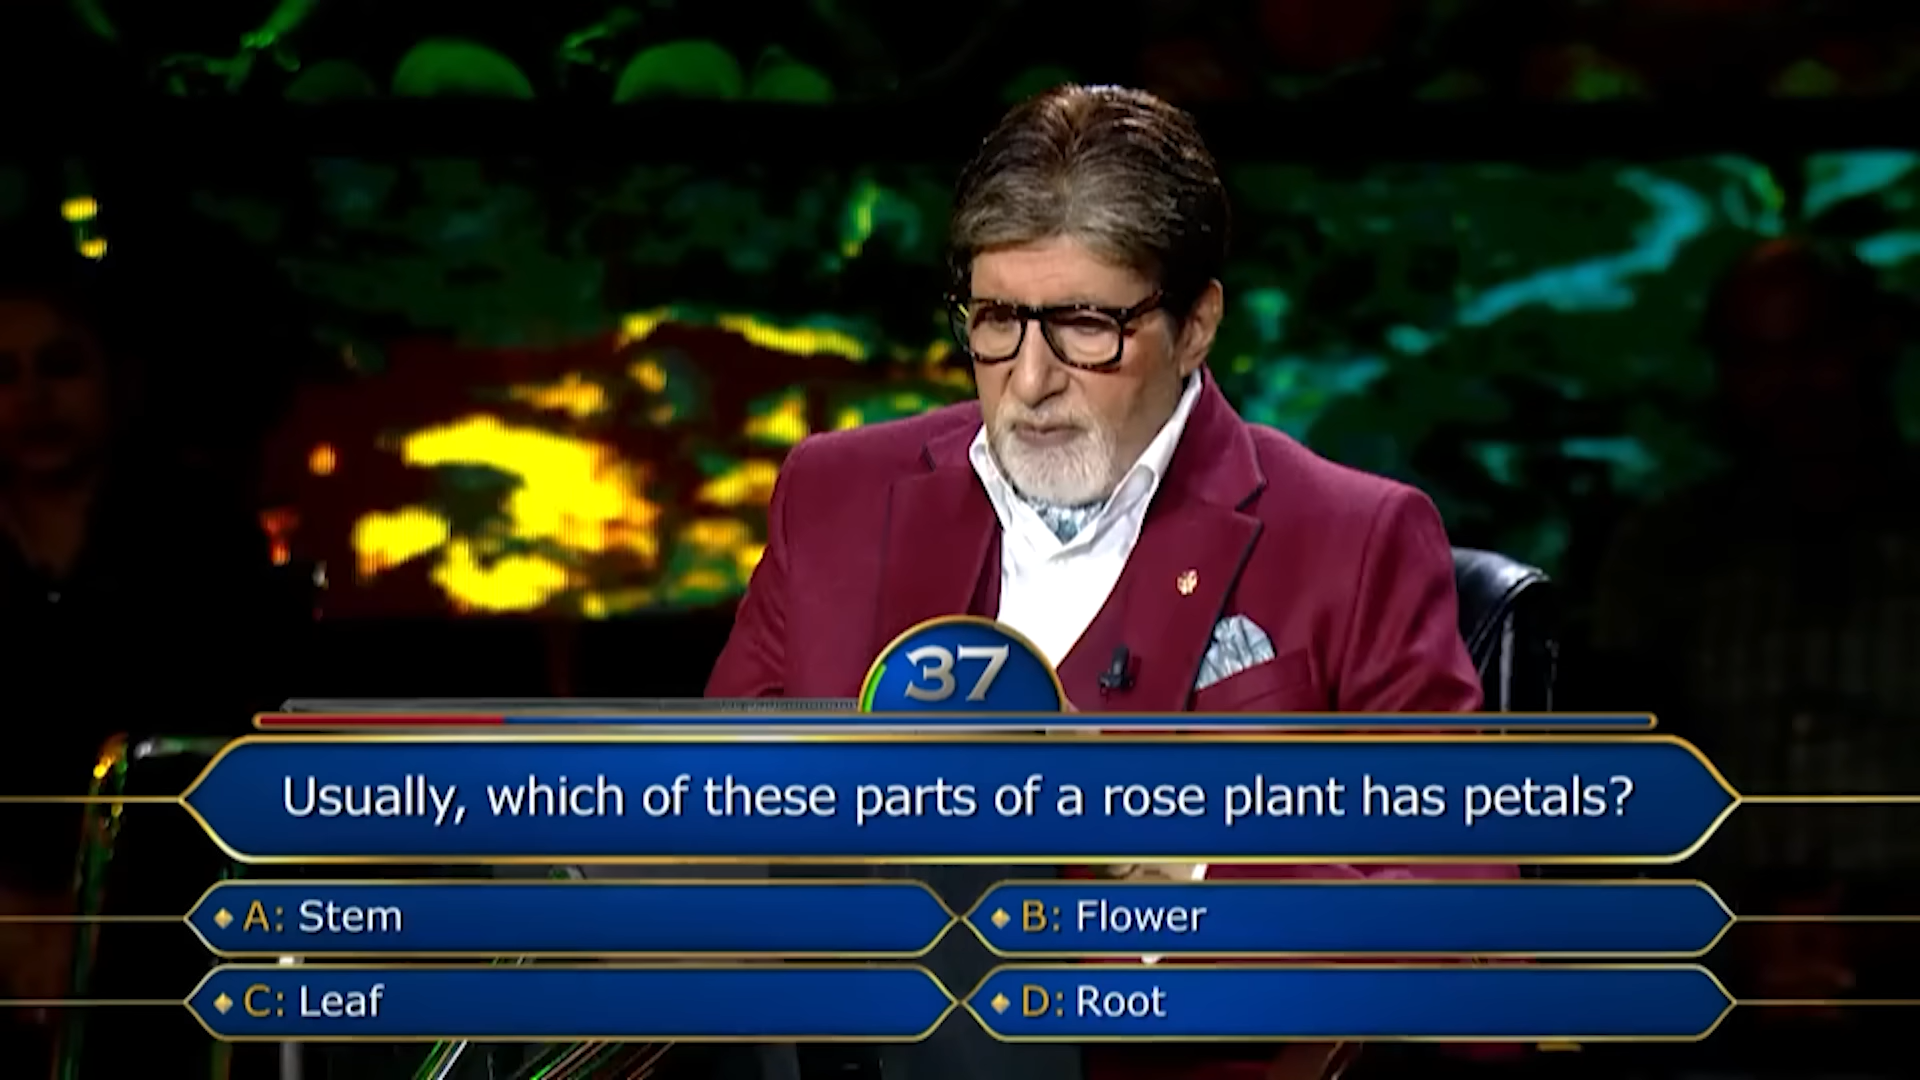 37
Usually, which of these parts of a rose plant has petals?
A: Stem
B: Flower
C: Leaf
D: Root